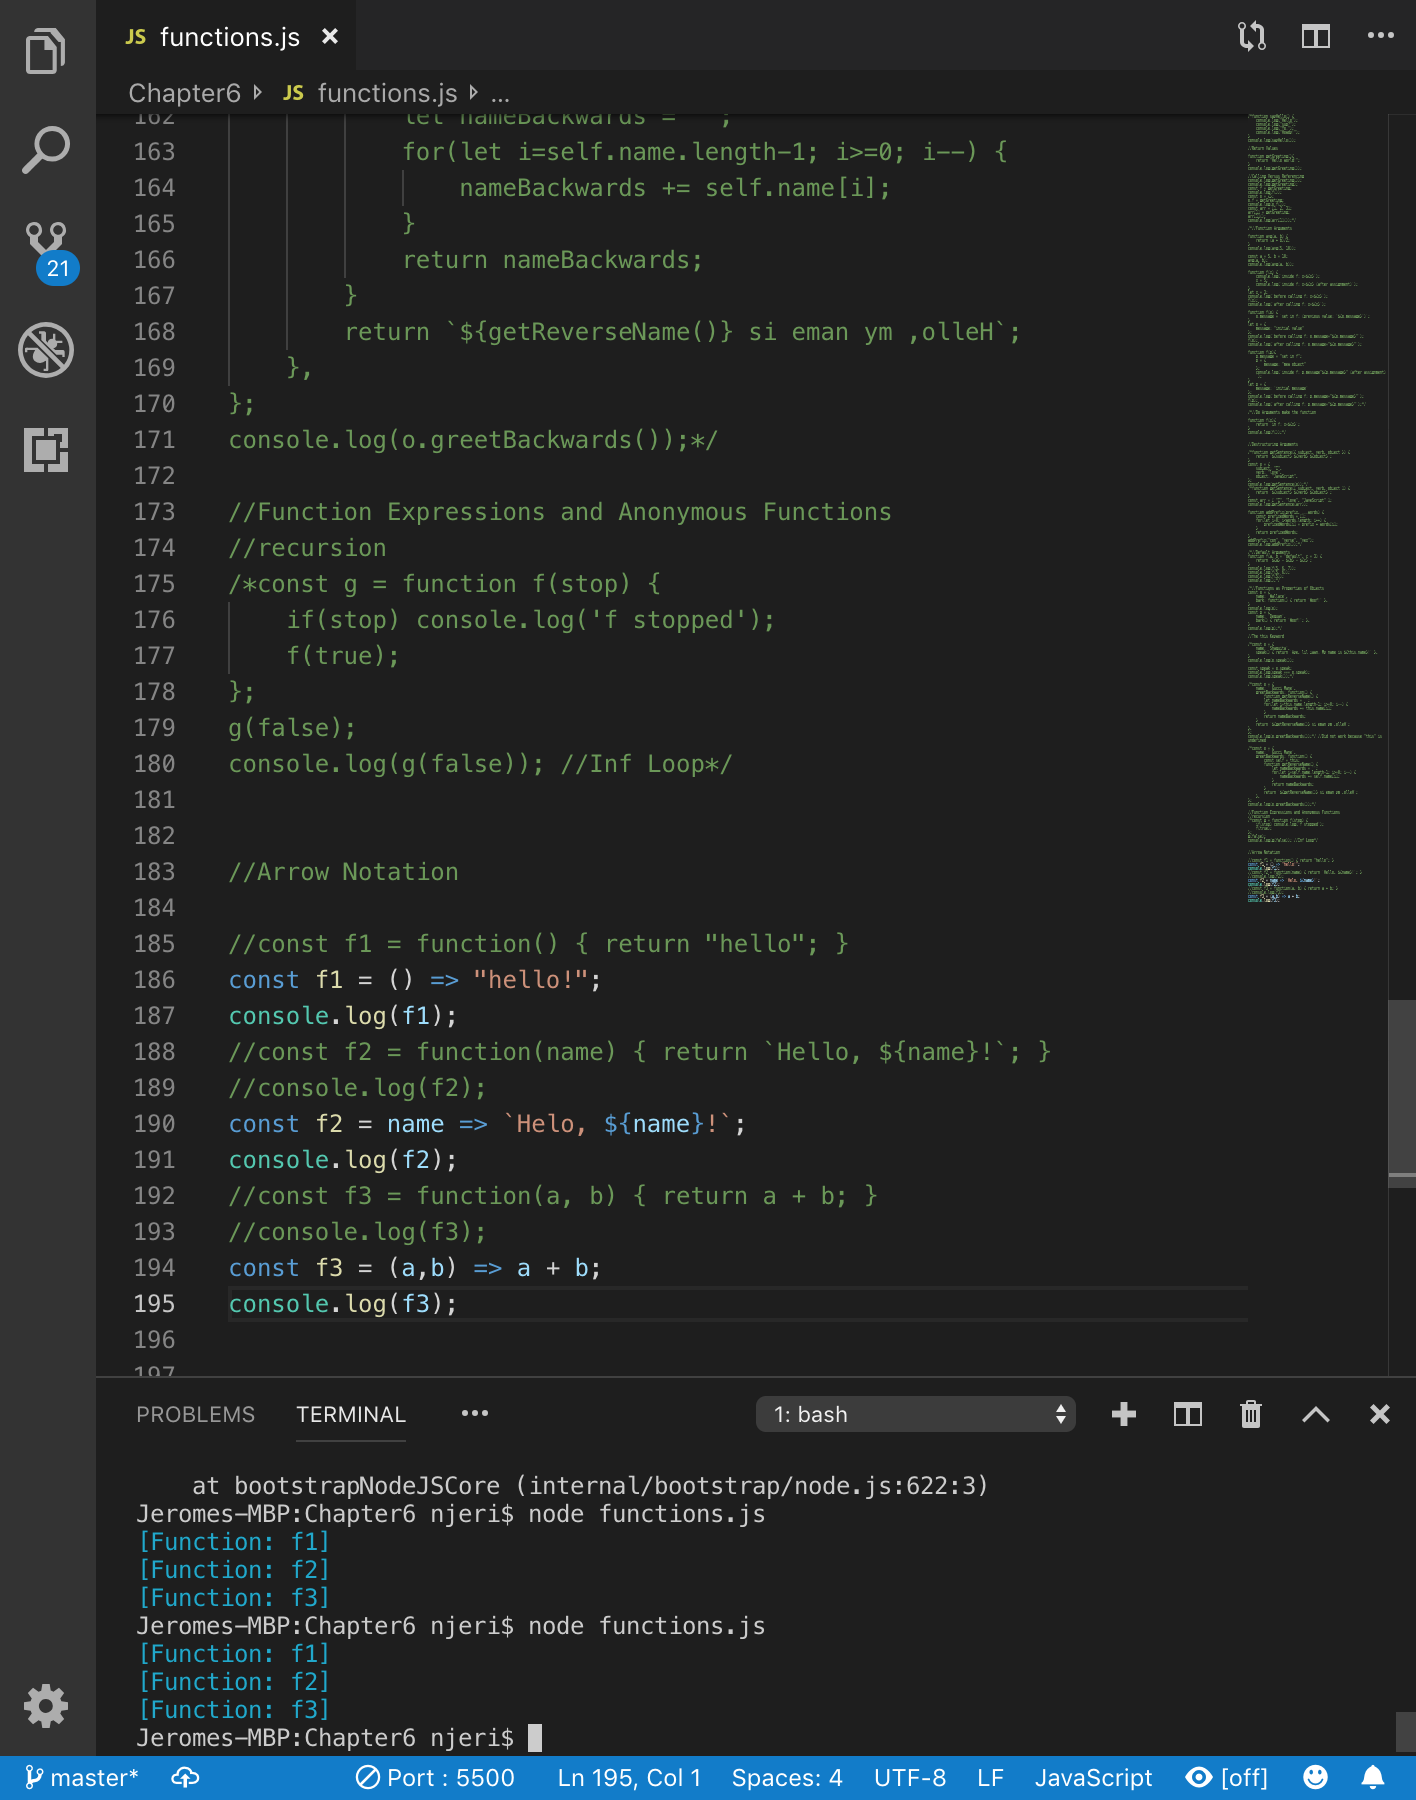 JS functions.js ×
Chapter6 JS functions.js ...
162 let nameBackwards = '';
163 for(let i=self.name.length-1; i>=0; i--) {
164 nameBackwards += self.name[i];
165 }
166 return nameBackwards;
167 }
168 return `${getReverseName()} si eman ym ,olleH`;
169 },
170 };
171 console.log(o.greetBackwards());*/
172
173 //Function Expressions and Anonymous Functions
174 //recursion
175 /*const g = function f(stop) {
176 if(stop) console.log('f stopped');
177 f(true);
178 };
179 g(false);
180 console.log(g(false)); //Inf Loop*/
181
182
183 //Arrow Notation
184
185 //const f1 = function() { return "hello"; }
186 const f1 = () => "hello!";
187 console.log(f1);
188 //const f2 = function(name) { return `Hello, ${name}!`; }
189 //console.log(f2);
190 const f2 = name => `Helo, ${name}!`;
191 console.log(f2);
192 //const f3 = function(a, b) { return a + b; }
193 //console.log(f3);
194 const f3 = (a,b) => a + b;
195 console.log(f3);
196
197
21
PROBLEMS TERMINAL ••• 1: bash
at bootstrapNodeJSCore (internal/bootstrap/node.js:622:3)
Jeromes-MBP:Chapter6 njeri$ node functions.js
[Function: f1]
[Function: f2]
[Function: f3]
Jeromes-MBP:Chapter6 njeri$ node functions.js
[Function: f1]
[Function: f2]
[Function: f3]
Jeromes-MBP:Chapter6 njeri$
master* Port : 5500 Ln 195, Col 1 Spaces: 4 UTF-8 LF JavaScript [off]